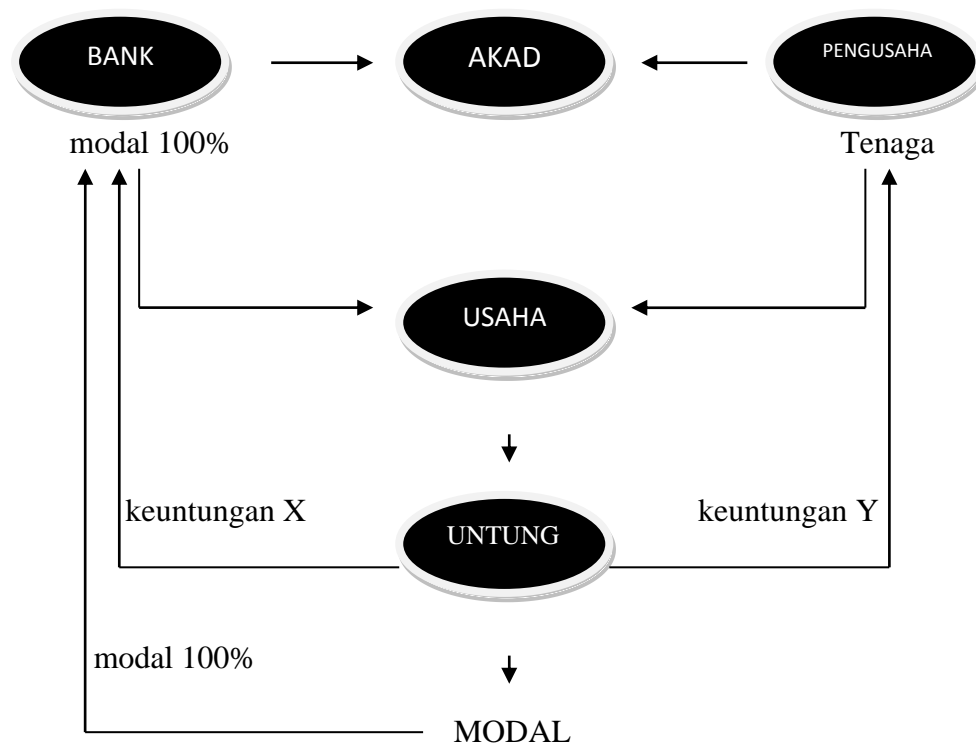 BANK
AKAD
PENGUSAHA
modal 100%
Tenaga
USAHA
keuntungan X
keuntungan Y
UNTUNG
modal 100%
MODAL